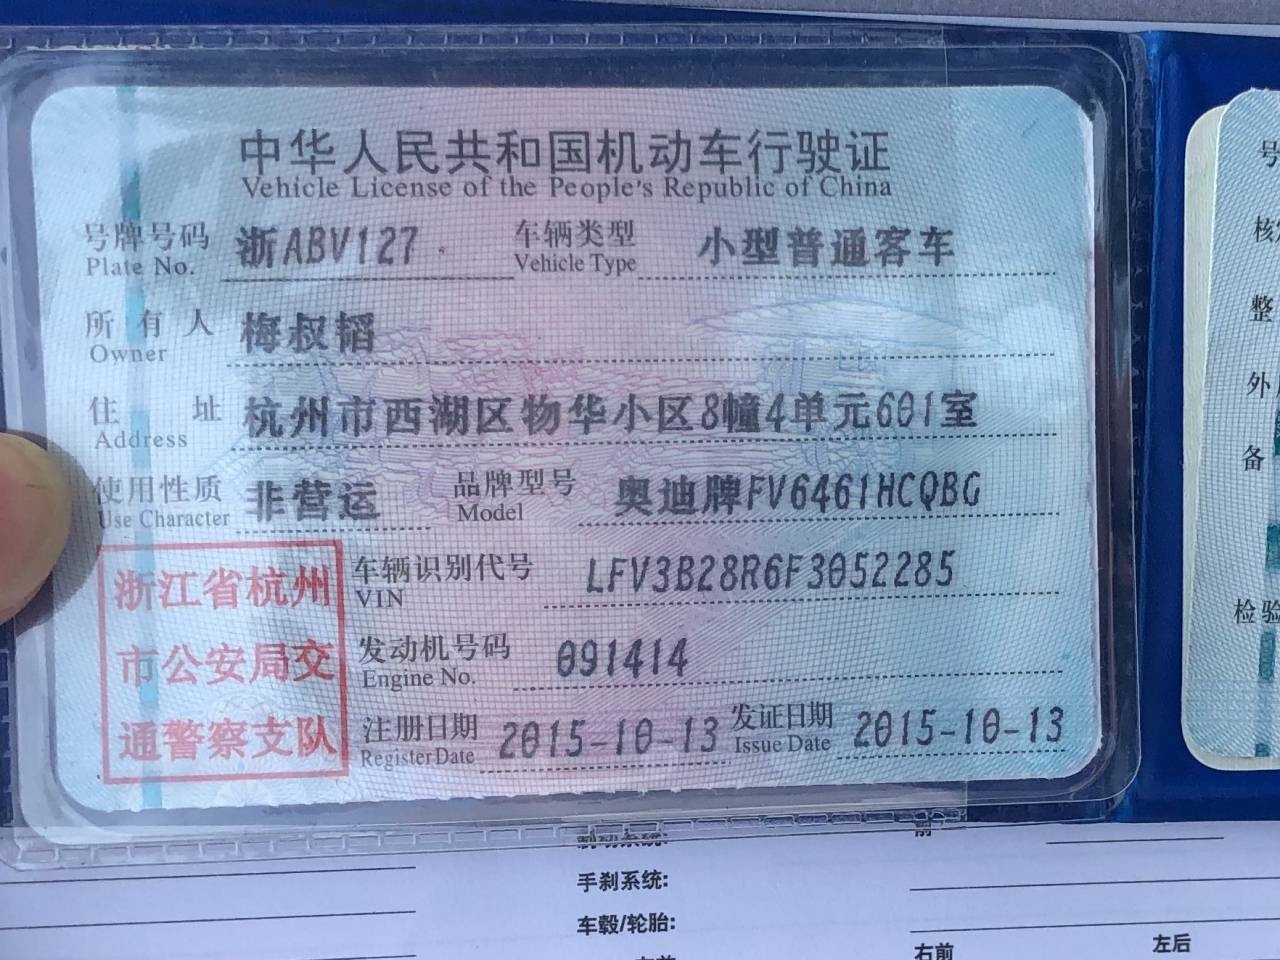 中华人民共和国机动车行驶证
Vehicle License of the People's Republic of China
号牌号码 浙ABV127 车辆类型 小型普通客车
Plate No. Vehicle Type
所有人 梅叔韬
Owner
住址 杭州市西湖区物华小区8幢4单元601室
Address
使用性质 非营运 品牌型号 奥迪牌FV6461HCQBG
Use Character Model
浙江省杭州
市公安局交
通警察支队
车辆识别代号 LFV3B28R6F3052285
VIN
发动机号码 091414
Engine No.
注册日期 2015-10-13 发证日期 2015-10-13
Register Date Issue Date
号
核
整
外
备
检验
制动系统: 前
手刹系统:
车毂/轮胎:
右前 左后